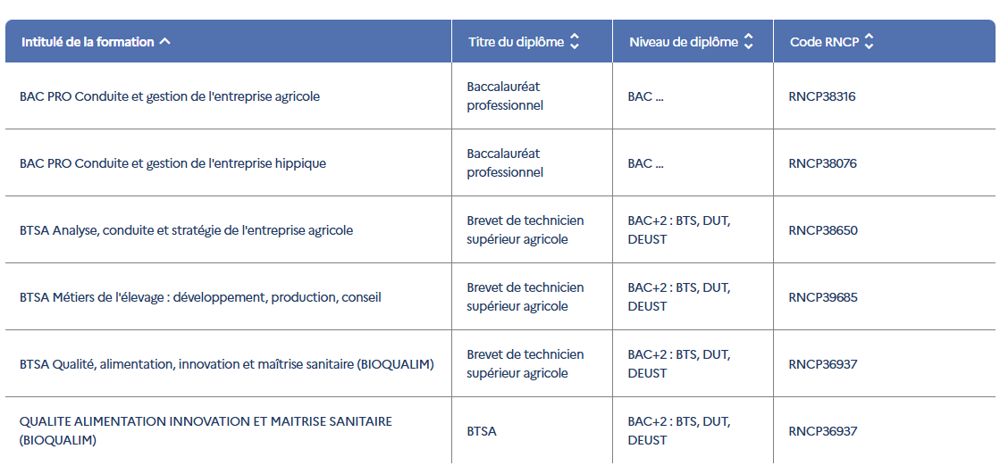 Intitulé de la formation Titre du diplôme Niveau de diplôme Code RNCP
BAC PRO Conduite et gestion de l'entreprise agricole
Baccalauréat
professionnel
BAC ...
RNCP38316
BAC PRO Conduite et gestion de l'entreprise hippique
Baccalauréat
professionnel
BAC ...
RNCP38076
BTSA Analyse, conduite et stratégie de l'entreprise agricole
Brevet de technicien
supérieur agricole
BAC+2 : BTS, DUT,
DEUST
RNCP38650
BTSA Métiers de l'élevage : développement, production, conseil
Brevet de technicien
supérieur agricole
BAC+2 : BTS, DUT,
DEUST
RNCP39685
BTSA Qualité, alimentation, innovation et maîtrise sanitaire (BIOQUALIM)
Brevet de technicien
supérieur agricole
BAC+2 : BTS, DUT,
DEUST
RNCP36937
QUALITE ALIMENTATION INNOVATION ET MAITRISE SANITAIRE
(BIOQUALIM)
BTSA
BAC+2 : BTS, DUT,
DEUST
RNCP36937